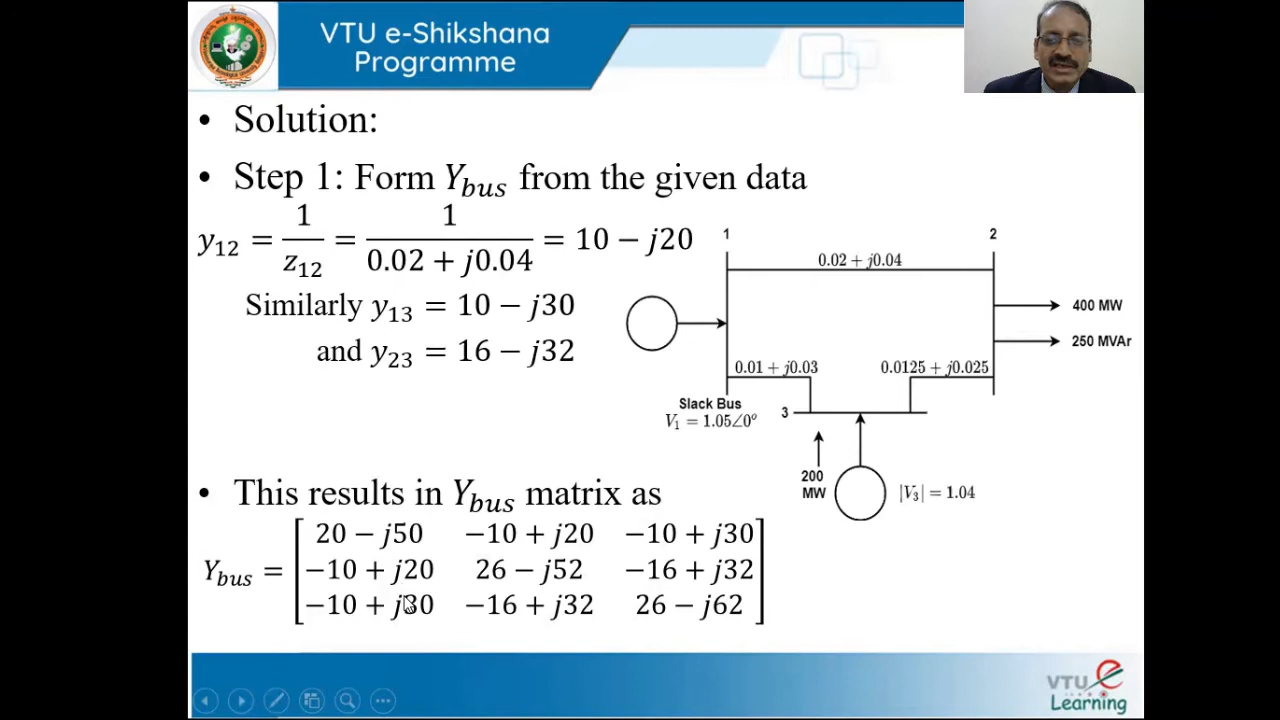 VTU e-Shikshana
Programme
• Solution:
• Step 1: Form Y_bus from the given data
y₁₂ = 1/z₁₂ = 1/(0.02 + j0.04) = 10 − j20
Similarly y₁₃ = 10 − j30
and y₂₃ = 16 − j32
1
2
0.02 + j0.04
400 MW
250 MVAr
0.01 + j0.03
0.0125 + j0.025
Slack Bus
V₁ = 1.05∠0º
3
200
MW
|V₃| = 1.04
• This results in Y_bus matrix as
Y_bus =
20 − j50 −10 + j20 −10 + j30
−10 + j20 26 − j52 −16 + j32
−10 + j30 −16 + j32 26 − j62
VTU e
Learning